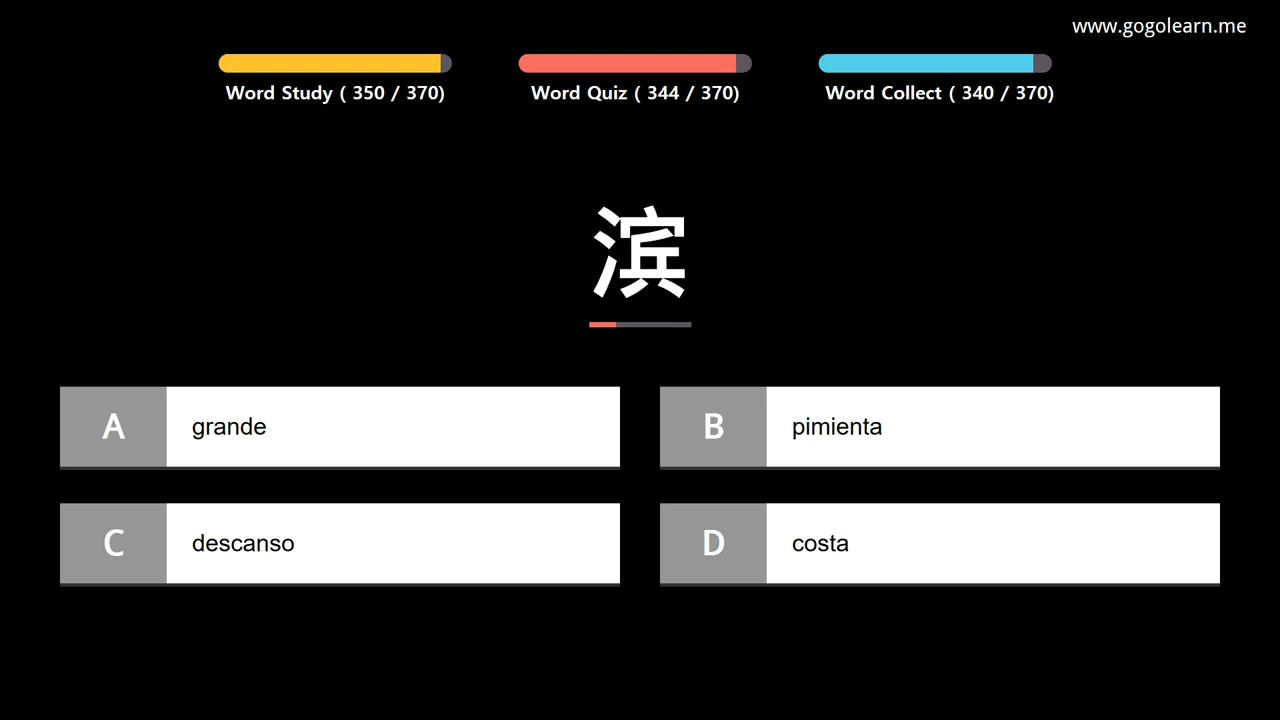 www.gogolearn.me
Word Study ( 350 / 370)
Word Quiz ( 344 / 370)
Word Collect ( 340 / 370)
滨
A grande
B pimienta
C descanso
D costa